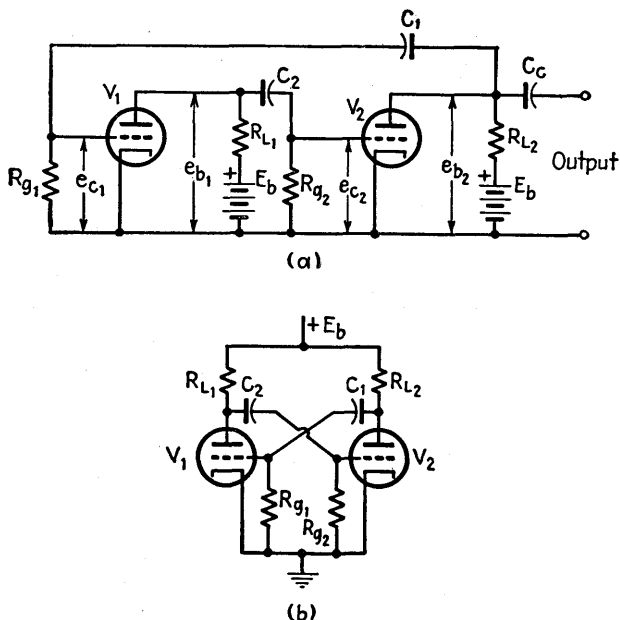 C1
V1
C2
V2
Cc
RL1
RL2
Output
Rg1
ec1
eb1
+
Eb
Rg2
ec2
eb2
+
Eb
(a)
+Eb
RL1
C2
C1
RL2
V1
V2
Rg1
Rg2
(b)